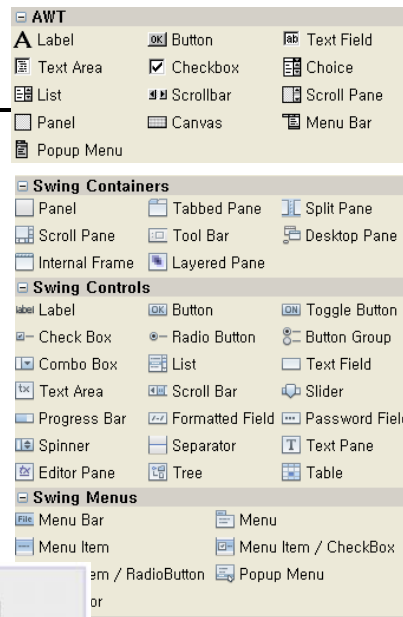 AWT
A Label OK Button ab Text Field
Text Area Checkbox Choice
List Scrollbar Scroll Pane
Panel Canvas Menu Bar
Popup Menu
Swing Containers
Panel Tabbed Pane Split Pane
Scroll Pane Tool Bar Desktop Pane
Internal Frame Layered Pane
Swing Controls
label Label OK Button ON Toggle Button
Check Box Radio Button Button Group
Combo Box List Text Field
tx Text Area Scroll Bar Slider
Progress Bar Formatted Field Password Fiel
Spinner Separator T Text Pane
Editor Pane Tree Table
Swing Menus
File Menu Bar Menu
Menu Item Menu Item / CheckBox
em / RadioButton Popup Menu
or